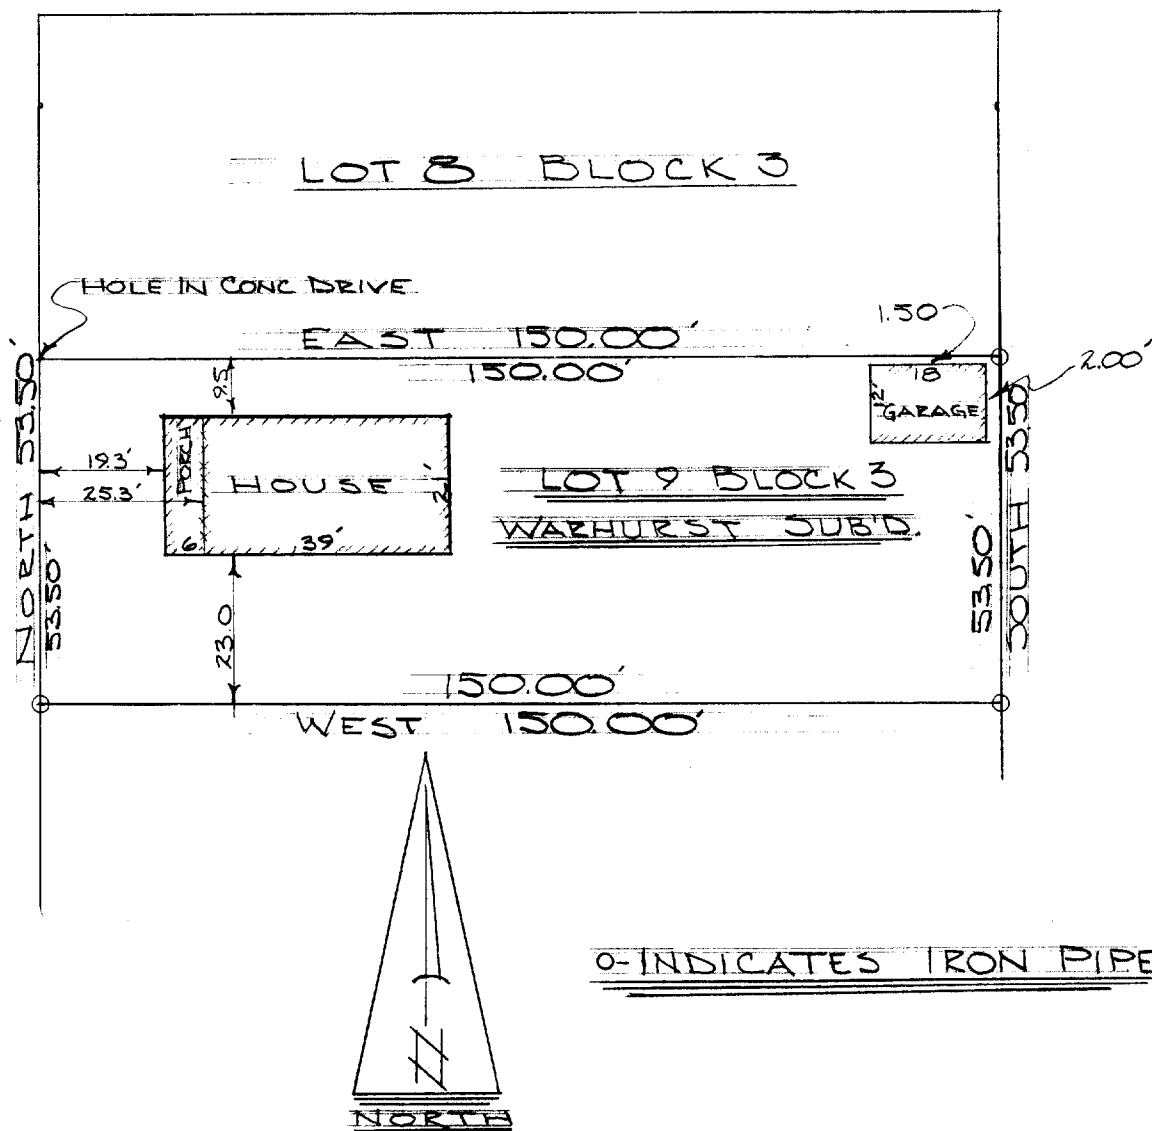 LOT 8 BLOCK 3
HOLE IN CONC DRIVE
EAST 150.00'
150.00'
1.50
2.00'
18
12'
GARAGE
NORTH 53.50'
53.50'
9.5
19.3'
25.3'
PORCH
HOUSE
21'
6
39'
23.0
LOT 9 BLOCK 3
WARHURST SUB'D.
53.50'
SOUTH 53.50'
150.00'
WEST 150.00'
N
NORTH
o-INDICATES IRON PIPE